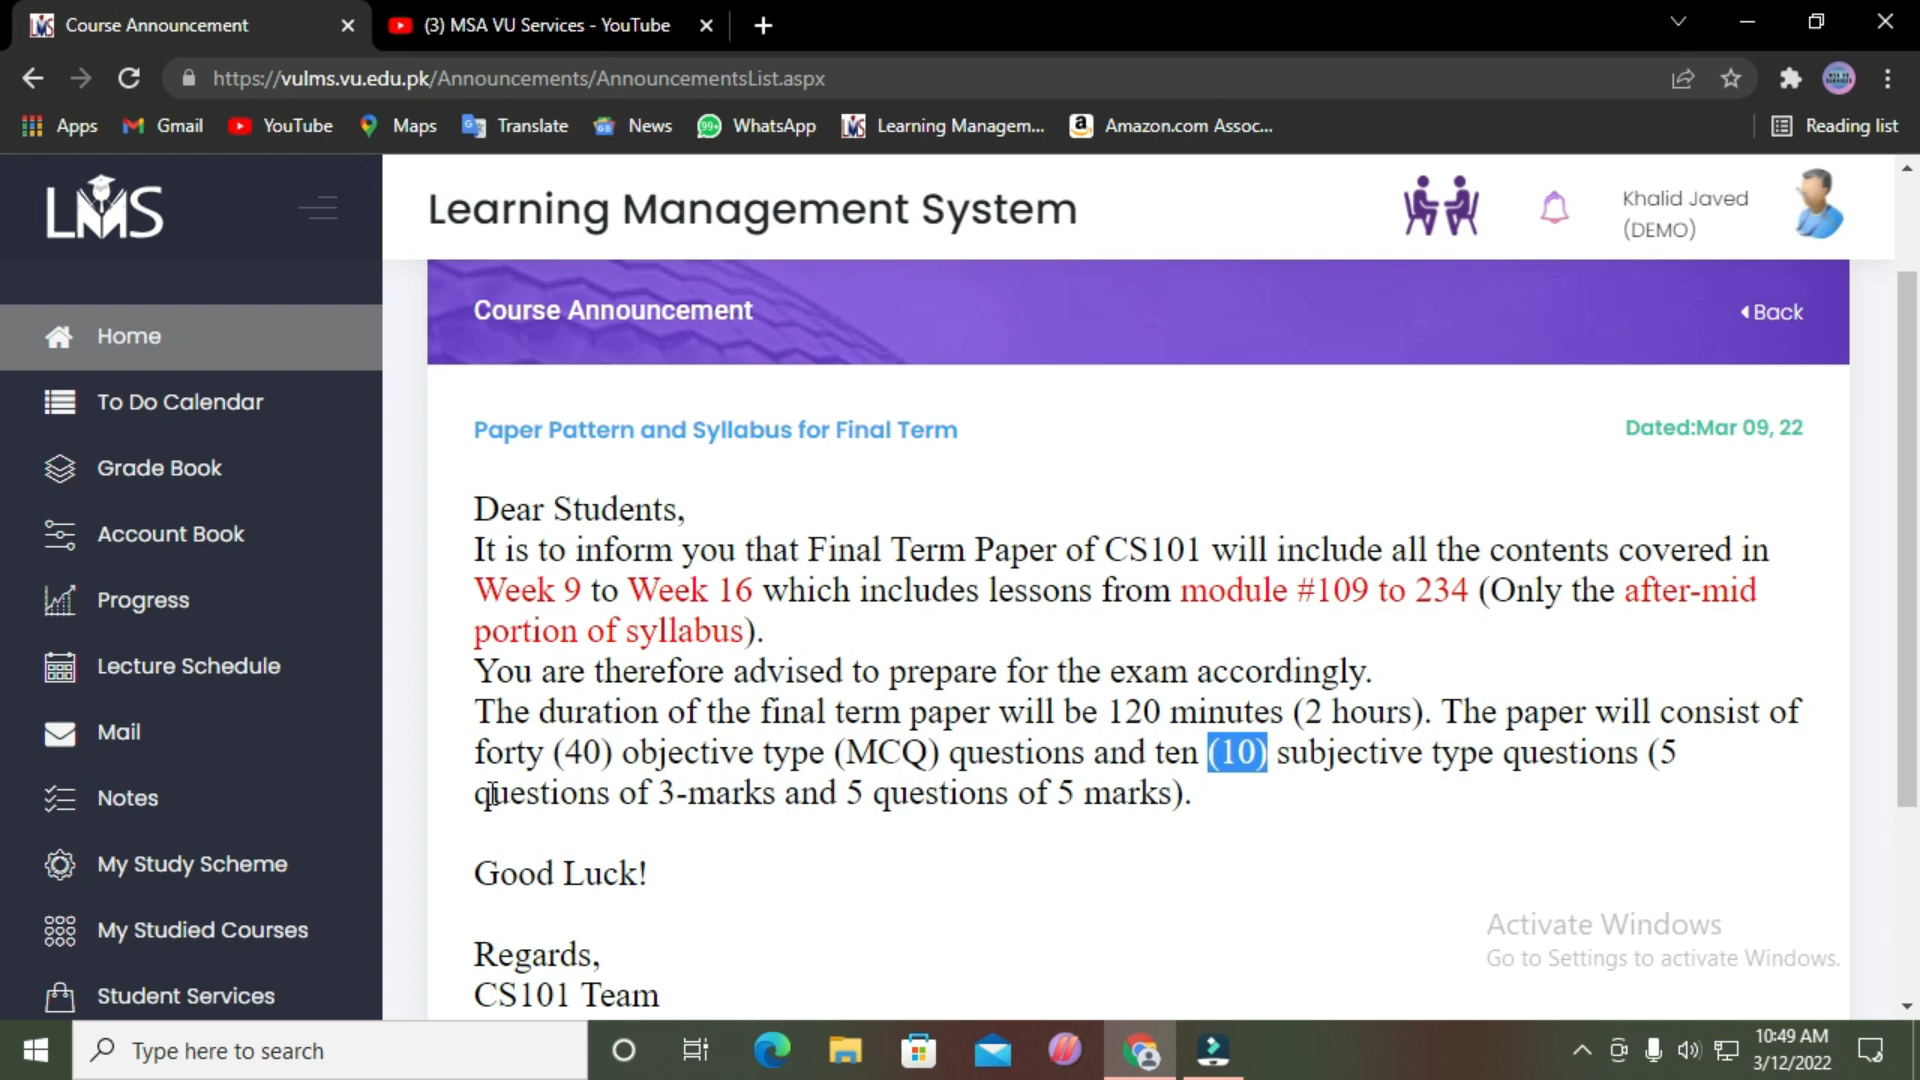 Course Announcement
(3) MSA VU Services - YouTube
https://vulms.vu.edu.pk/Announcements/AnnouncementsList.aspx
Apps
Gmail
YouTube
Maps
Translate
News
99+
WhatsApp
Learning Managem...
Amazon.com Assoc...
Reading list
LMS
Learning Management System
Khalid Javed
(DEMO)
Home
To Do Calendar
Grade Book
Account Book
Progress
Lecture Schedule
Mail
Notes
My Study Scheme
My Studied Courses
Student Services
Course Announcement
Back
Paper Pattern and Syllabus for Final Term
Dated:Mar 09, 22
Dear Students,
It is to inform you that Final Term Paper of CS101 will include all the contents covered in
Week 9 to Week 16 which includes lessons from module #109 to 234 (Only the after-mid
portion of syllabus).
You are therefore advised to prepare for the exam accordingly.
The duration of the final term paper will be 120 minutes (2 hours). The paper will consist of
forty (40) objective type (MCQ) questions and ten (10) subjective type questions (5
questions of 3-marks and 5 questions of 5 marks).
Good Luck!
Regards,
CS101 Team
Activate Windows
Go to Settings to activate Windows.
Type here to search
10:49 AM
3/12/2022